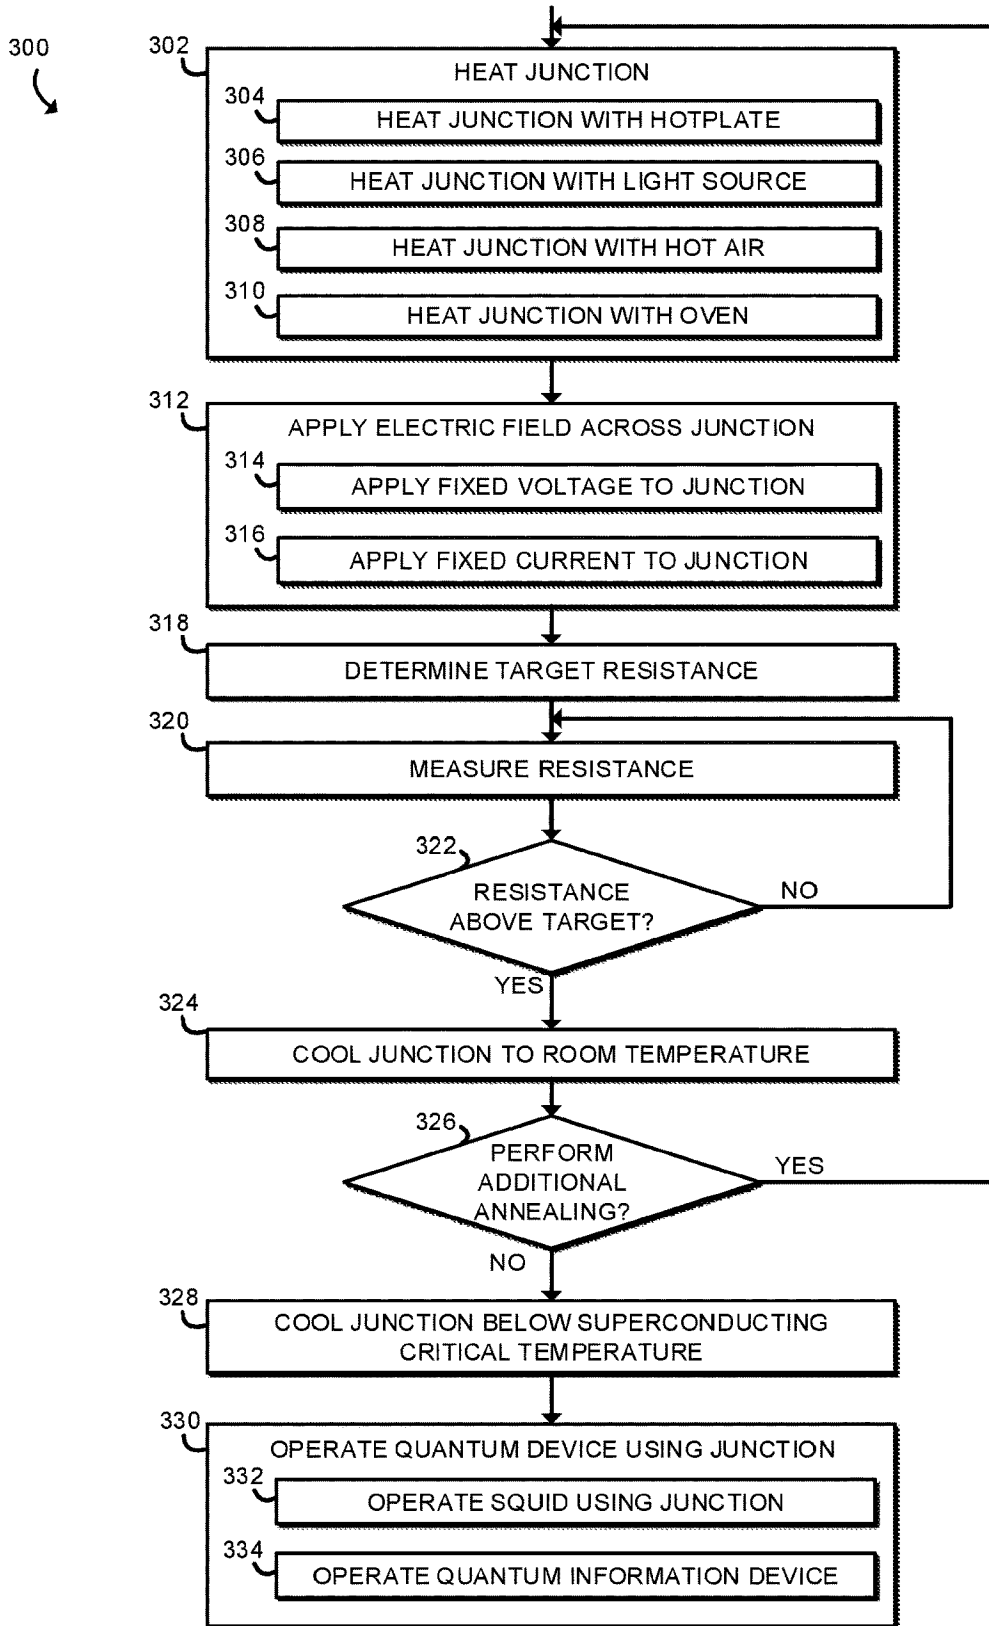 300
302
HEAT JUNCTION
304
HEAT JUNCTION WITH HOTPLATE
306
HEAT JUNCTION WITH LIGHT SOURCE
308
HEAT JUNCTION WITH HOT AIR
310
HEAT JUNCTION WITH OVEN
312
APPLY ELECTRIC FIELD ACROSS JUNCTION
314
APPLY FIXED VOLTAGE TO JUNCTION
316
APPLY FIXED CURRENT TO JUNCTION
318
DETERMINE TARGET RESISTANCE
320
MEASURE RESISTANCE
322
RESISTANCE
ABOVE TARGET?
NO
YES
324
COOL JUNCTION TO ROOM TEMPERATURE
326
PERFORM
ADDITIONAL
ANNEALING?
YES
NO
328
COOL JUNCTION BELOW SUPERCONDUCTING
CRITICAL TEMPERATURE
330
OPERATE QUANTUM DEVICE USING JUNCTION
332
OPERATE SQUID USING JUNCTION
334
OPERATE QUANTUM INFORMATION DEVICE